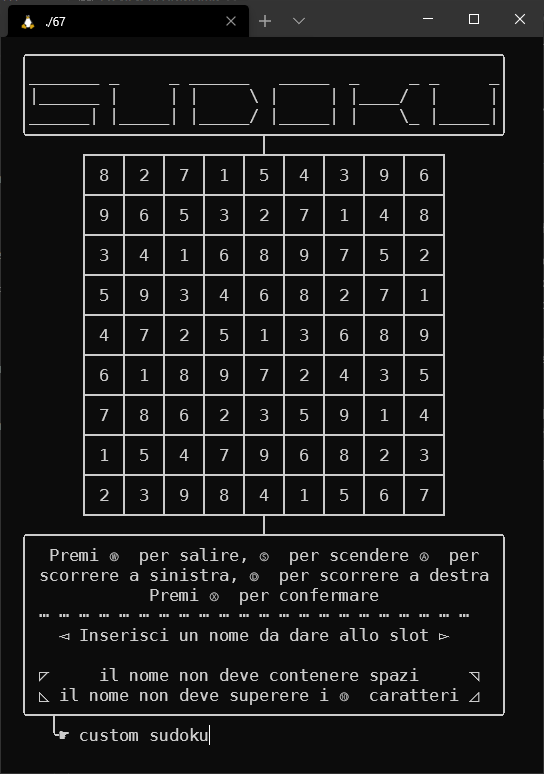 ./67
SUDOKU
8 2 7 1 5 4 3 9 6
9 6 5 3 2 7 1 4 8
3 4 1 6 8 9 7 5 2
5 9 3 4 6 8 2 7 1
4 7 2 5 1 3 6 8 9
6 1 8 9 7 2 4 3 5
7 8 6 2 3 5 9 1 4
1 5 4 7 9 6 8 2 3
2 3 9 8 4 1 5 6 7
Premi Ⓦ per salire, Ⓢ per scendere Ⓐ per
scorrere a sinistra, Ⓓ per scorrere a destra
Premi Ⓧ per confermare
◅ Inserisci un nome da dare allo slot ▻
il nome non deve contenere spazi
il nome non deve superere i caratteri
custom sudoku